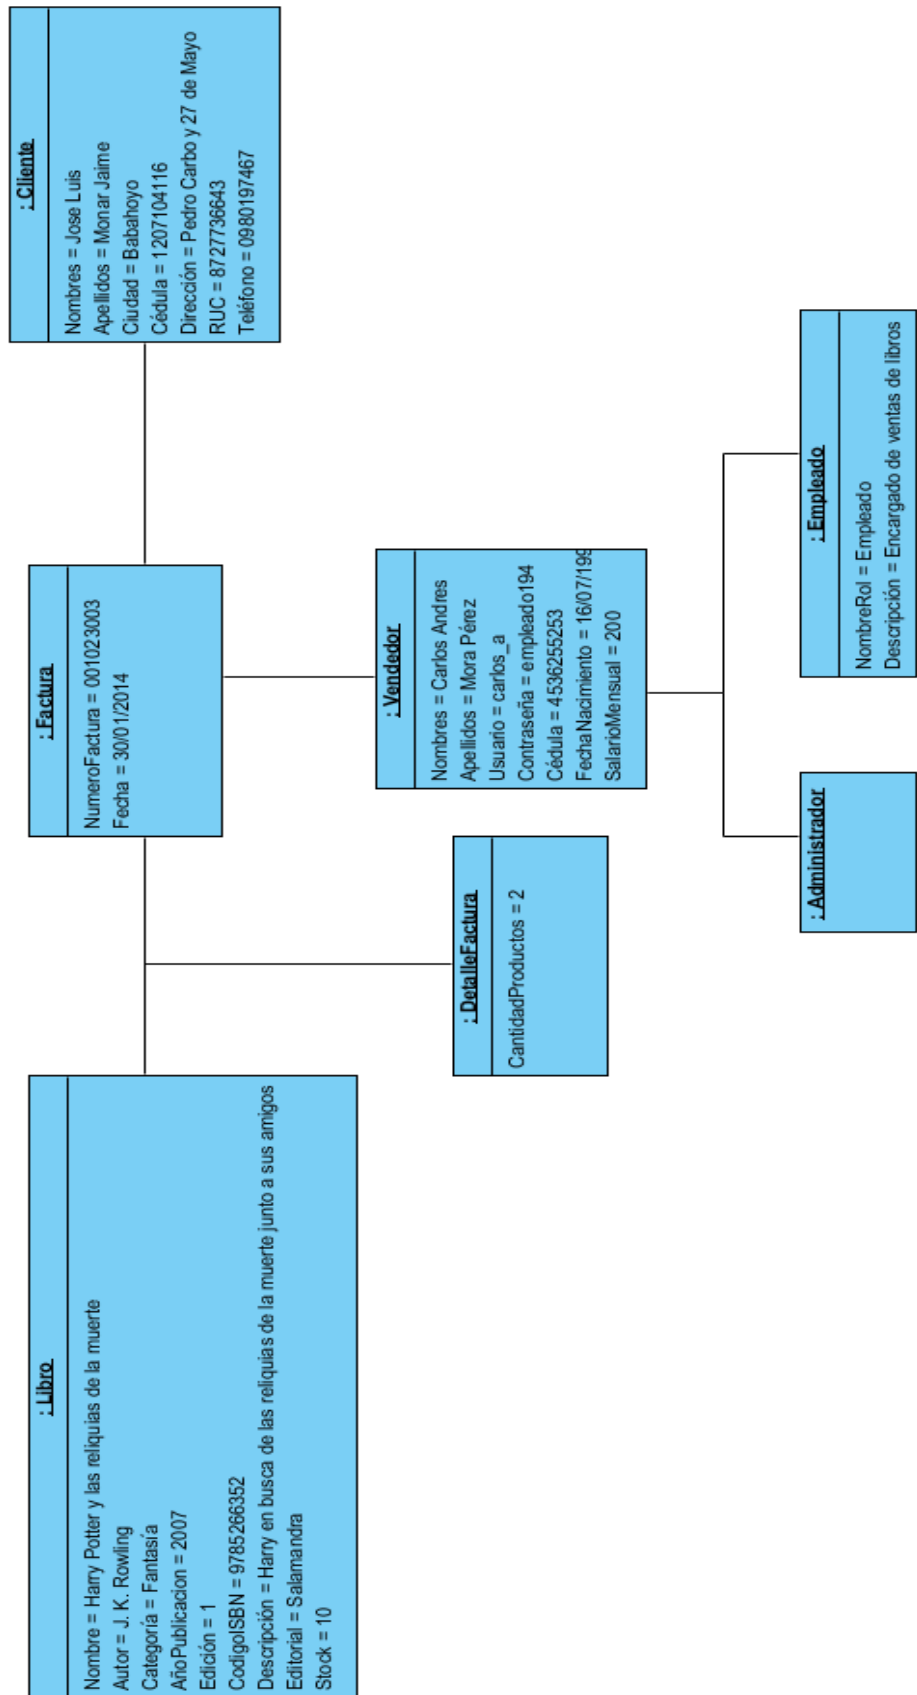 : Libro
Nombre = Harry Potter y las reliquias de la muerte
Autor = J. K. Rowling
Categoría = Fantasía
AñoPublicacion = 2007
Edición = 1
CodigoISBN = 9785266352
Descripción = Harry en busca de las reliquias de la muerte junto a sus amigos
Editorial = Salamandra
Stock = 10
: Factura
NumeroFactura = 001023003
Fecha = 30/01/2014
: Cliente
Nombres = Jose Luis
Apellidos = Monar Jaime
Ciudad = Babahoyo
Cédula = 1207104116
Dirección = Pedro Carbo y 27 de Mayo
RUC = 8727736643
Teléfono = 0980197467
: DetalleFactura
CantidadProductos = 2
: Vendedor
Nombres = Carlos Andres
Apellidos = Mora Pérez
Usuario = carlos_a
Contraseña = empleado194
Cédula = 4536255253
FechaNacimiento = 16/07/199
SalarioMensual = 200
: Administrador
: Empleado
NombreRol = Empleado
Descripción = Encargado de ventas de libros